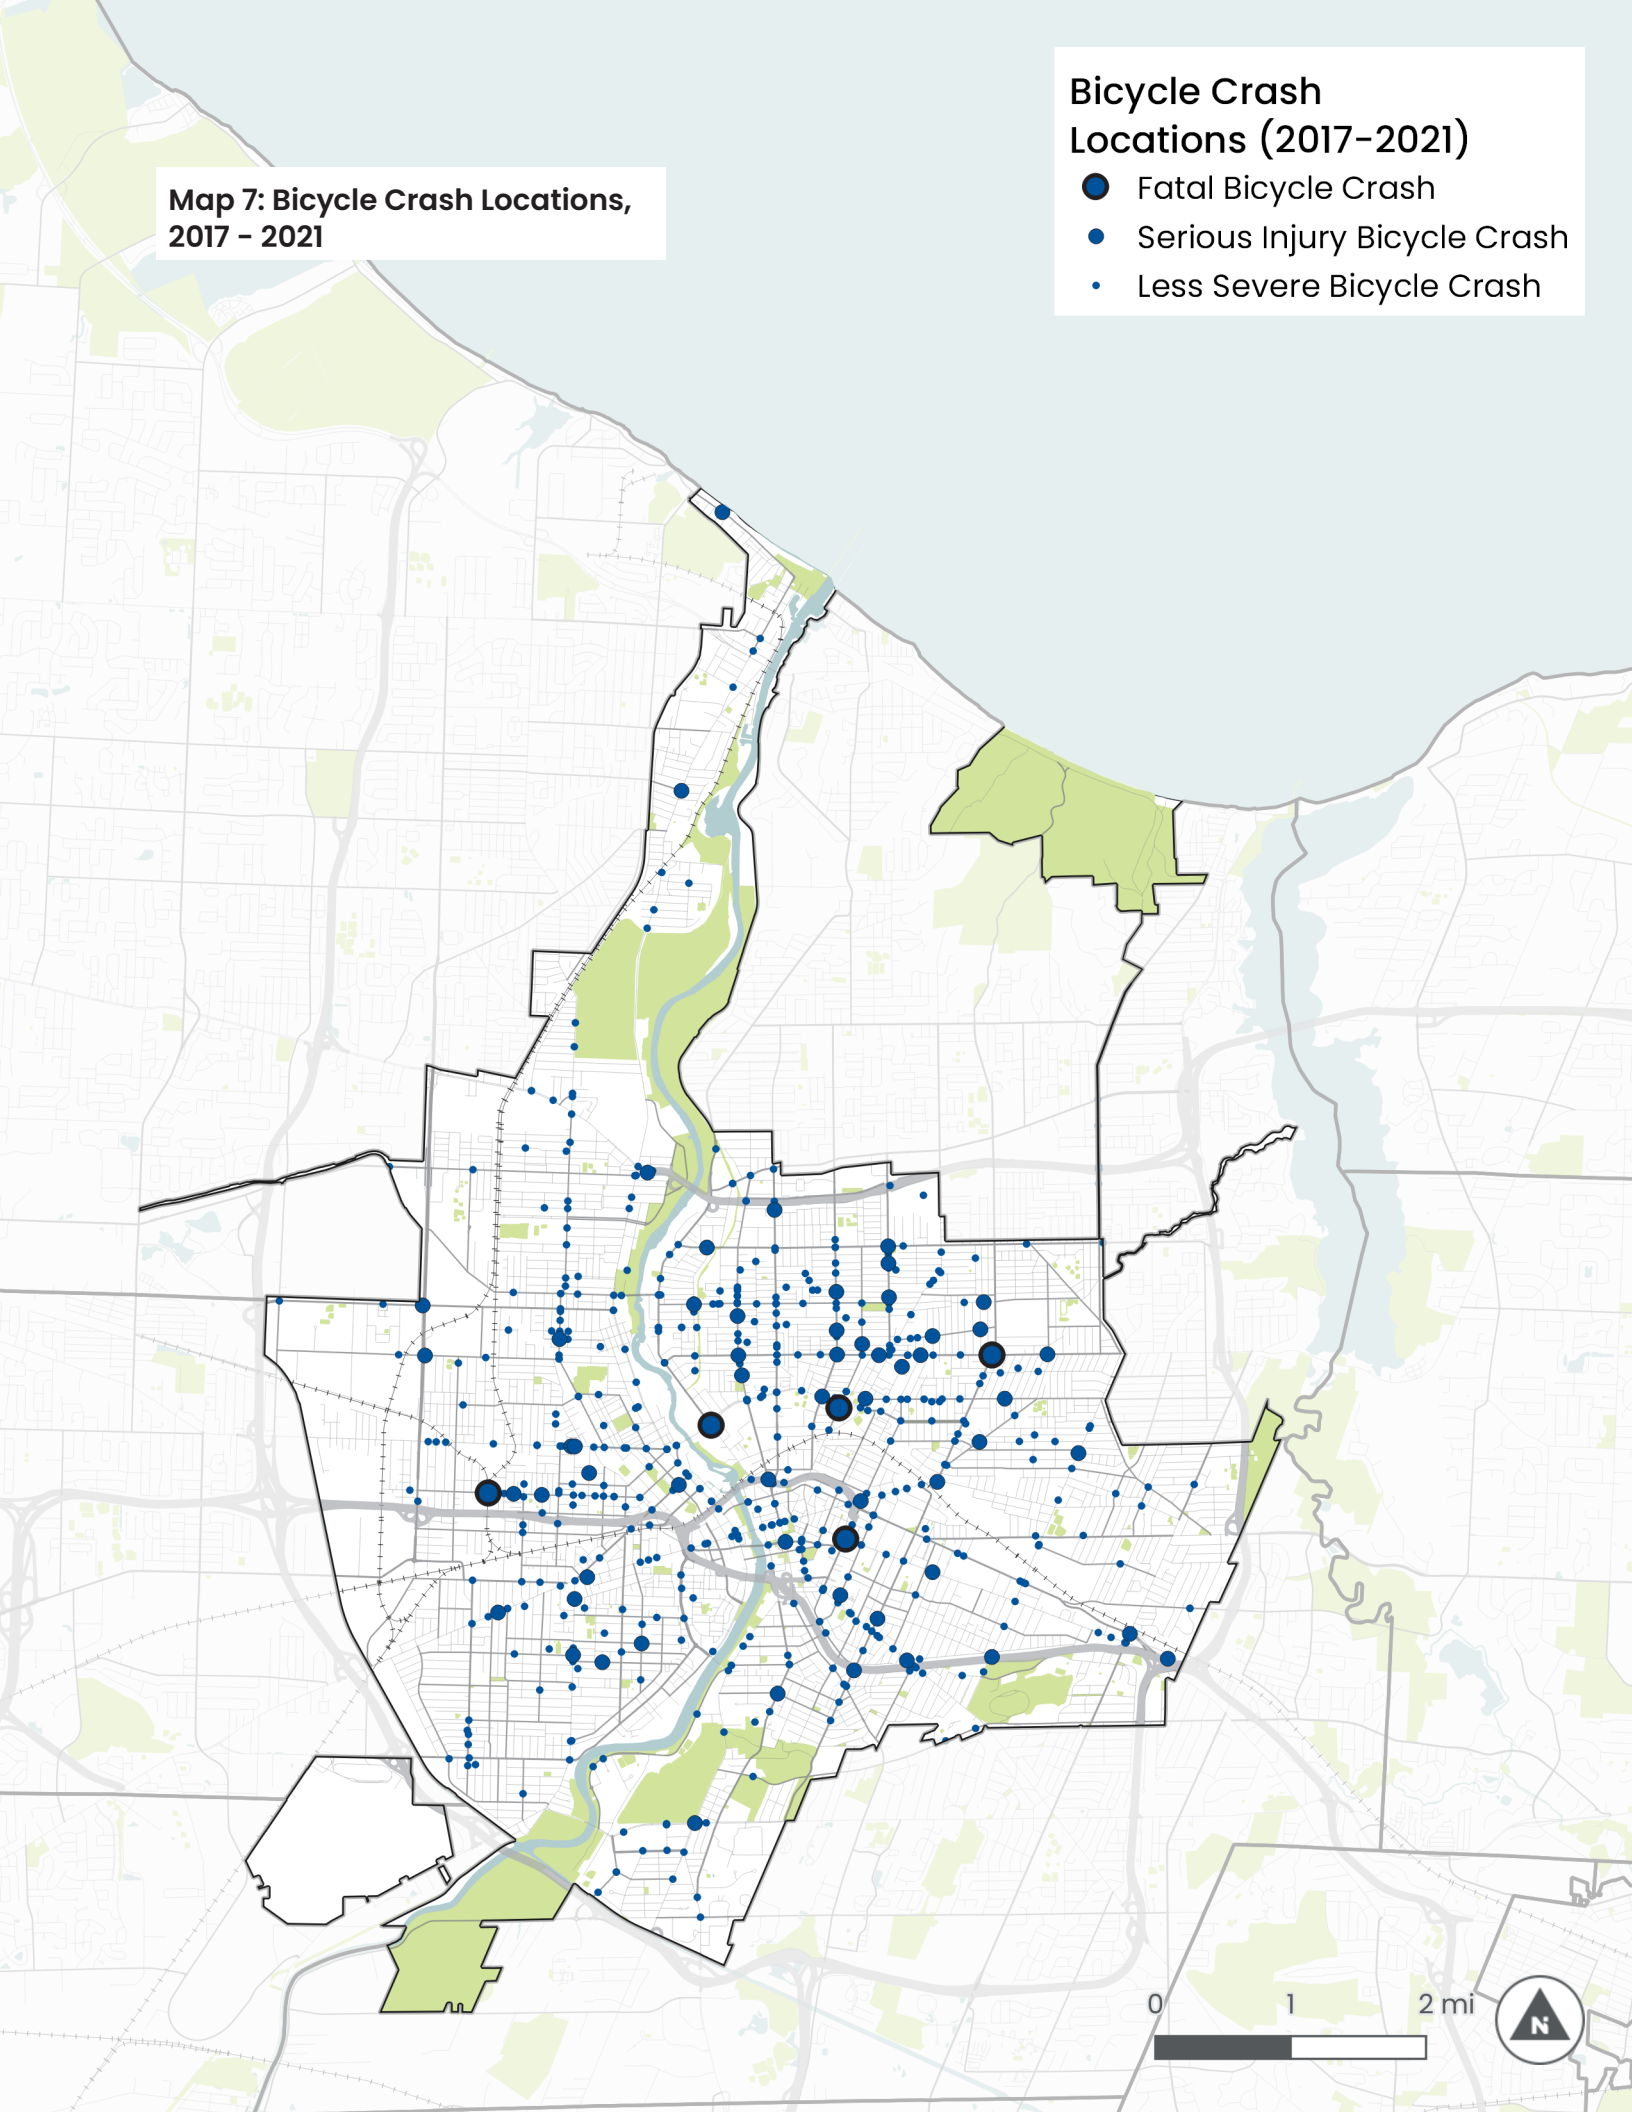 Bicycle Crash
Locations (2017-2021)
Fatal Bicycle Crash
Serious Injury Bicycle Crash
Less Severe Bicycle Crash
Map 7: Bicycle Crash Locations,
2017 - 2021
0 1 2 mi
N